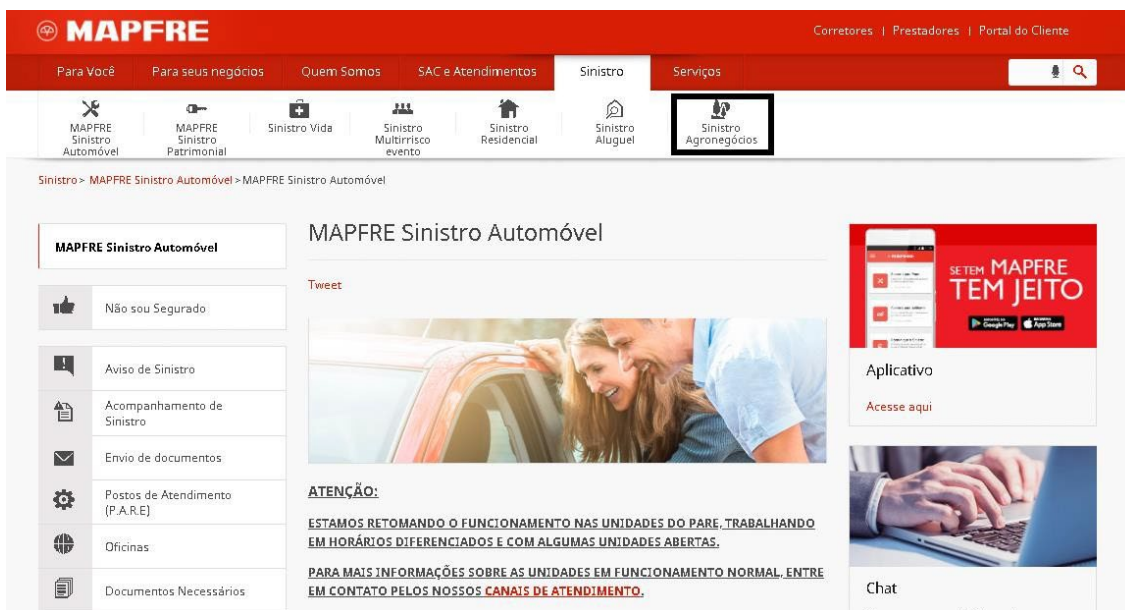 MAPFRE
Corretores | Prestadores | Portal do Cliente
Para Você Para seus negócios Quem Somos SAC e Atendimentos Sinistro Serviços
MAPFRE
Sinistro
Automóvel
MAPFRE
Sinistro
Patrimonial
Sinistro Vida
Sinistro
Multirrisco
evento
Sinistro
Residencial
Sinistro
Aluguel
Sinistro
Agronegócios
Sinistro > MAPFRE Sinistro Automóvel > MAPFRE Sinistro Automóvel
MAPFRE Sinistro Automóvel
Não sou Segurado
Aviso de Sinistro
Acompanhamento de
Sinistro
Envio de documentos
Postos de Atendimento
(P.A.R.E)
Oficinas
Documentos Necessários
MAPFRE Sinistro Automóvel
Tweet
ATENÇÃO:
ESTAMOS RETOMANDO O FUNCIONAMENTO NAS UNIDADES DO PARE, TRABALHANDO
EM HORÁRIOS DIFERENCIADOS E COM ALGUMAS UNIDADES ABERTAS.
PARA MAIS INFORMAÇÕES SOBRE AS UNIDADES EM FUNCIONAMENTO NORMAL, ENTRE
EM CONTATO PELOS NOSSOS CANAIS DE ATENDIMENTO.
SE TEM MAPFRE
TEM JEITO
Google Play App Store
Aplicativo
Acesse aqui
Chat